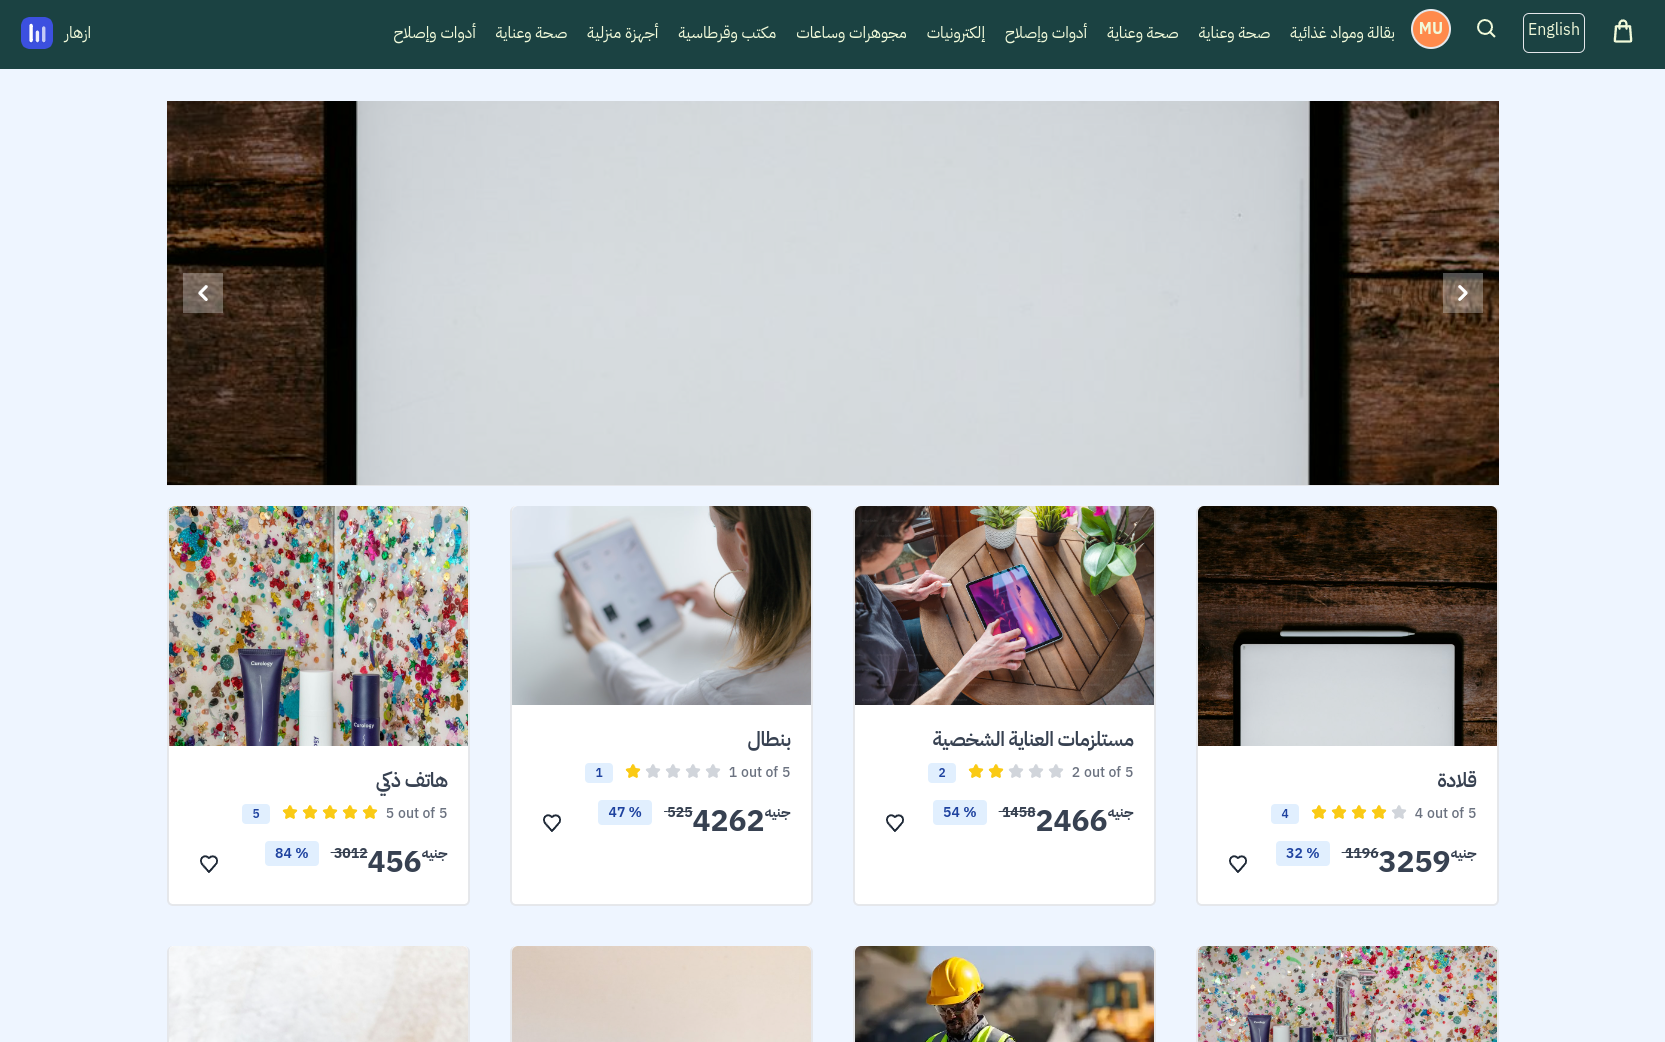 ازهار
أدوات وإصلاح
صحة وعناية
أجهزة منزلية
مكتب وقرطاسية
مجوهرات وساعات
إلكترونيات
أدوات وإصلاح
صحة وعناية
صحة وعناية
بقالة ومواد غذائية
MU
English
قلادة
4 out of 5
4
جنيه 3259 1196 32 %
مستلزمات العناية الشخصية
2 out of 5
2
جنيه 2466 1458 54 %
بنطال
1 out of 5
1
جنيه 4262 525 47 %
Curology
Curology
هاتف ذكي
5 out of 5
5
جنيه 456 3012 84 %